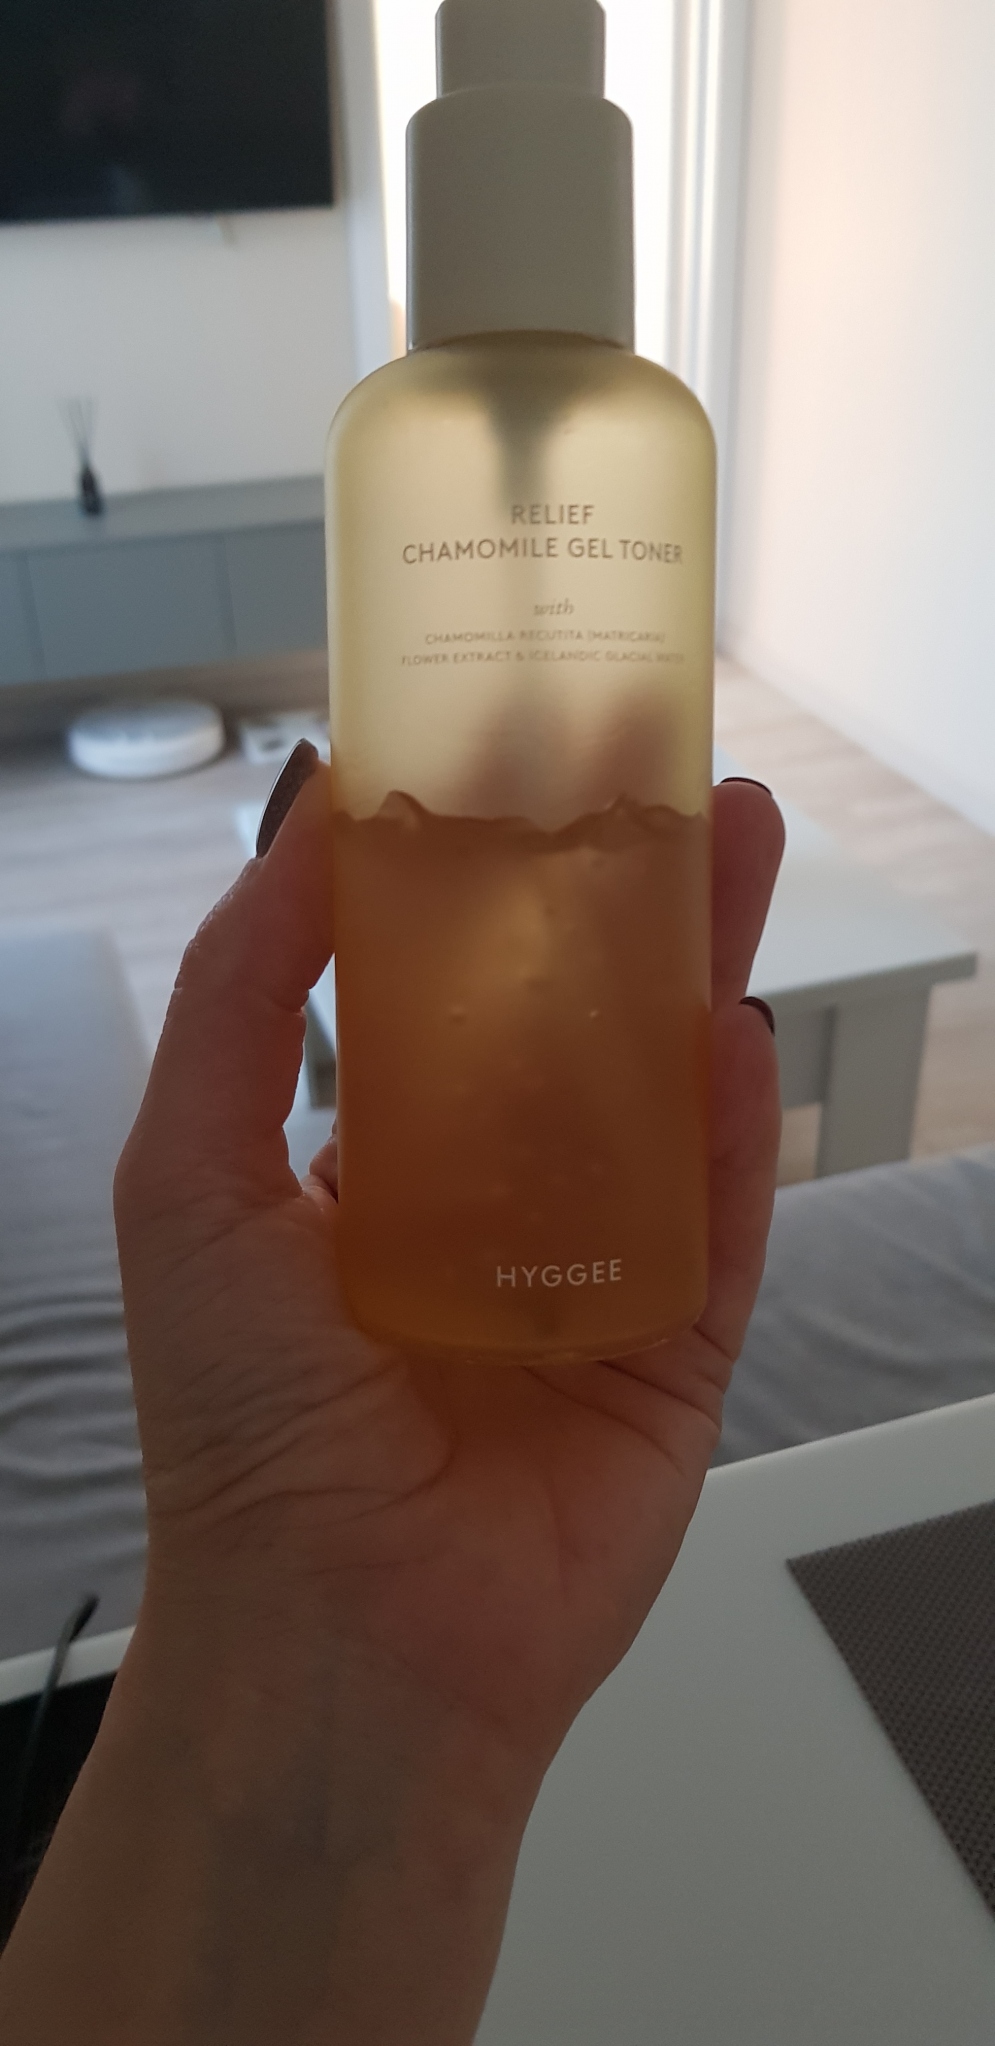 RELIEF
CHAMOMILE GEL TONER
with
CHAMOMILLA RECUTITA (MATRICARIA)
FLOWER EXTRACT & ICELANDIC GLACIAL WATER
HYGGEE